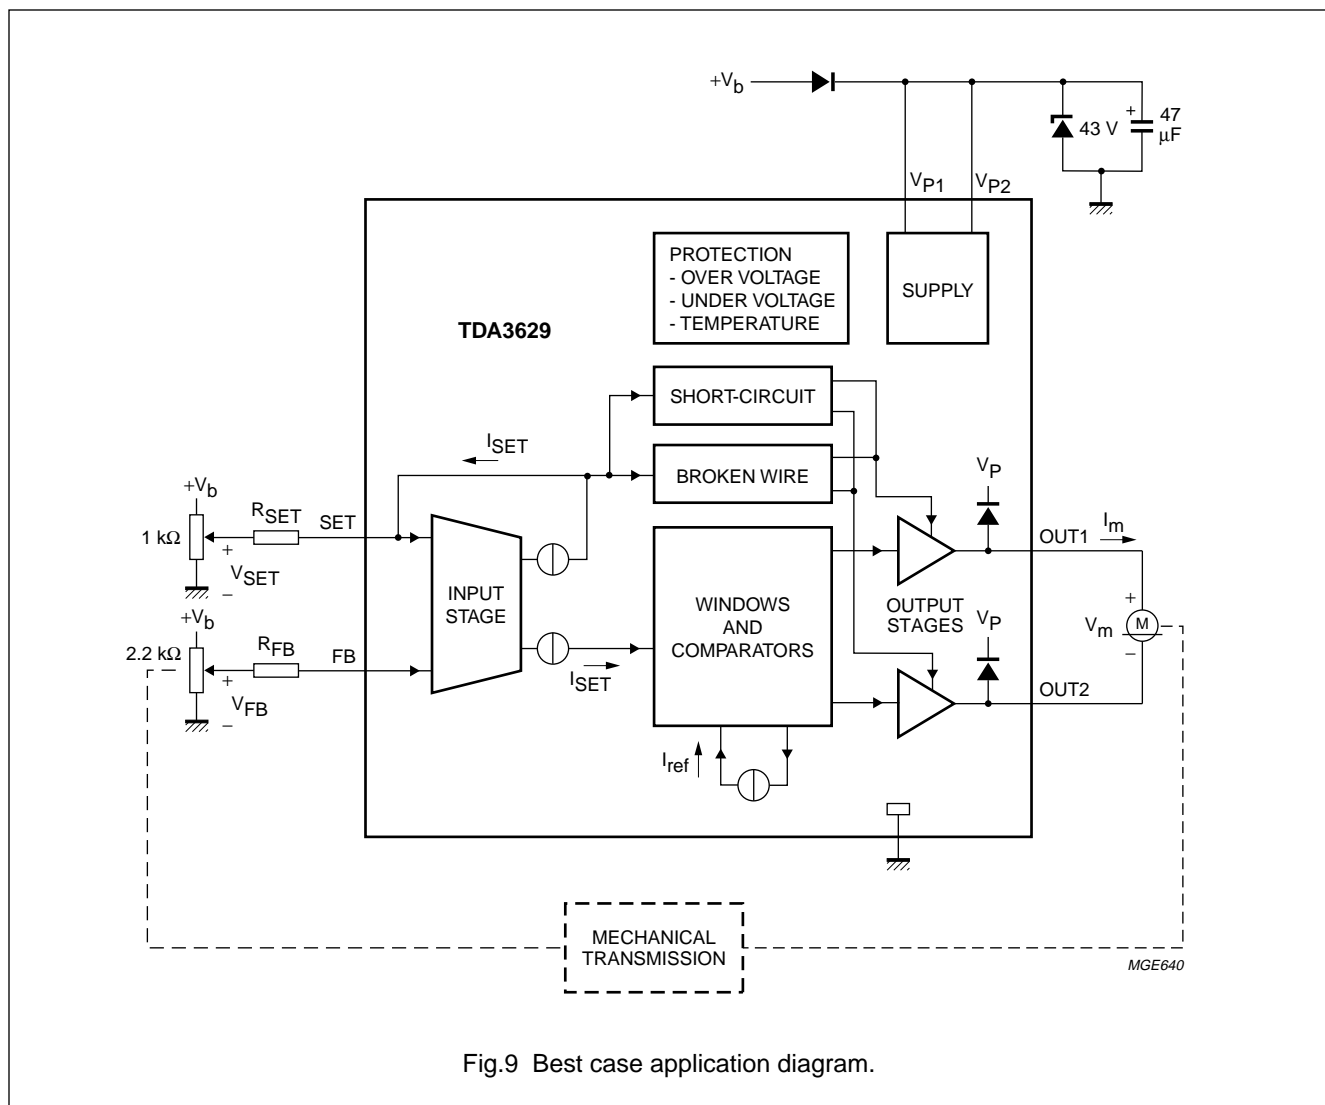 +Vb
+
47
μF
43 V
VP1
VP2
PROTECTION
- OVER VOLTAGE
- UNDER VOLTAGE
- TEMPERATURE
SUPPLY
TDA3629
SHORT-CIRCUIT
ISET
BROKEN WIRE
VP
+Vb
RSET
SET
1 kΩ
+
VSET
−
INPUT
STAGE
WINDOWS
AND
COMPARATORS
OUT1
Im
OUTPUT
STAGES
+Vb
2.2 kΩ
RFB
FB
+
VFB
−
ISET
VP
+
Vm
M
−
OUT2
Iref
MECHANICAL
TRANSMISSION
MGE640
Fig.9 Best case application diagram.